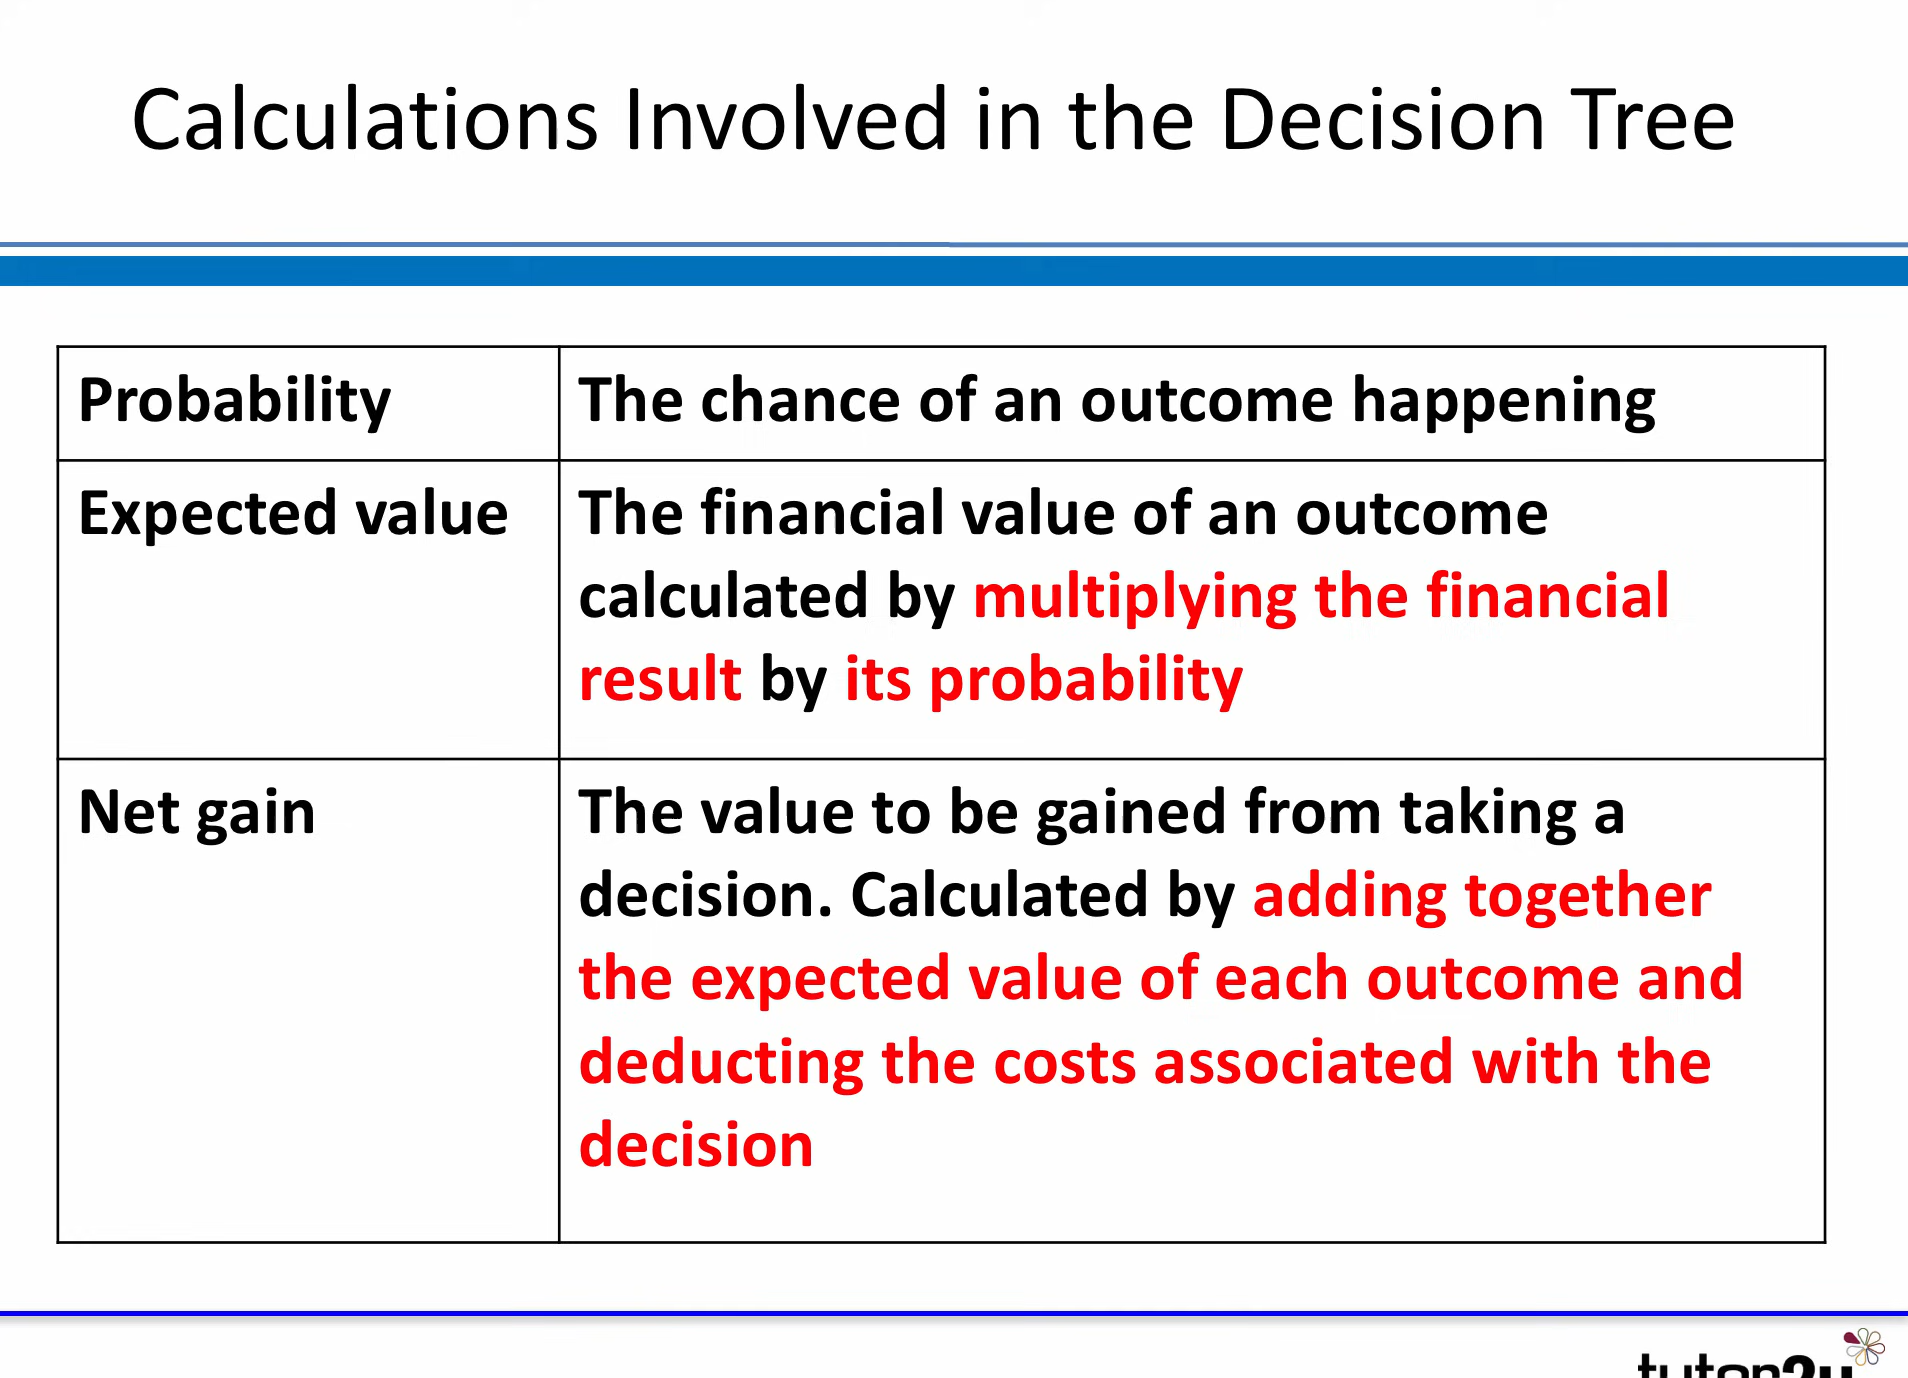 Calculations Involved in the Decision Tree
Probability
The chance of an outcome happening
Expected value
The financial value of an outcome
calculated by multiplying the financial
result by its probability
Net gain
The value to be gained from taking a
decision. Calculated by adding together
the expected value of each outcome and
deducting the costs associated with the
decision
tutor2u